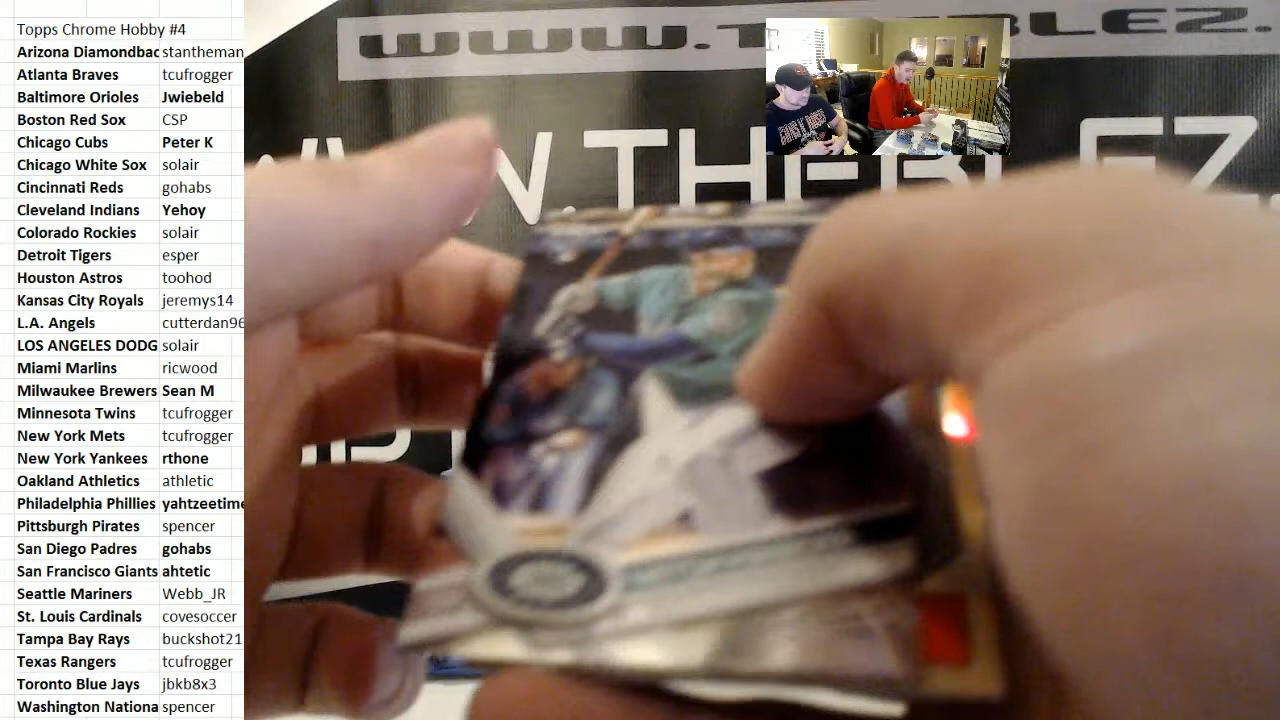 Topps Chrome Hobby #4
Arizona Diamondbac stantheman
Atlanta Braves tcufrogger
Baltimore Orioles Jwiebeld
Boston Red Sox CSP
Chicago Cubs Peter K
Chicago White Sox solair
Cincinnati Reds gohabs
Cleveland Indians Yehoy
Colorado Rockies solair
Detroit Tigers esper
Houston Astros toohod
Kansas City Royals jeremys14
L.A. Angels cutterdan96
LOS ANGELES DODG solair
Miami Marlins ricwood
Milwaukee Brewers Sean M
Minnesota Twins tcufrogger
New York Mets tcufrogger
New York Yankees rthone
Oakland Athletics athletic
Philadelphia Phillies yahtzeetime
Pittsburgh Pirates spencer
San Diego Padres gohabs
San Francisco Giants ahtetic
Seattle Mariners Webb_JR
St. Louis Cardinals covesoccer
Tampa Bay Rays buckshot21
Texas Rangers tcufrogger
Toronto Blue Jays jbkb8x3
Washington Nationa spencer
WWW.T BLEZ.
W.THEBLEZ.